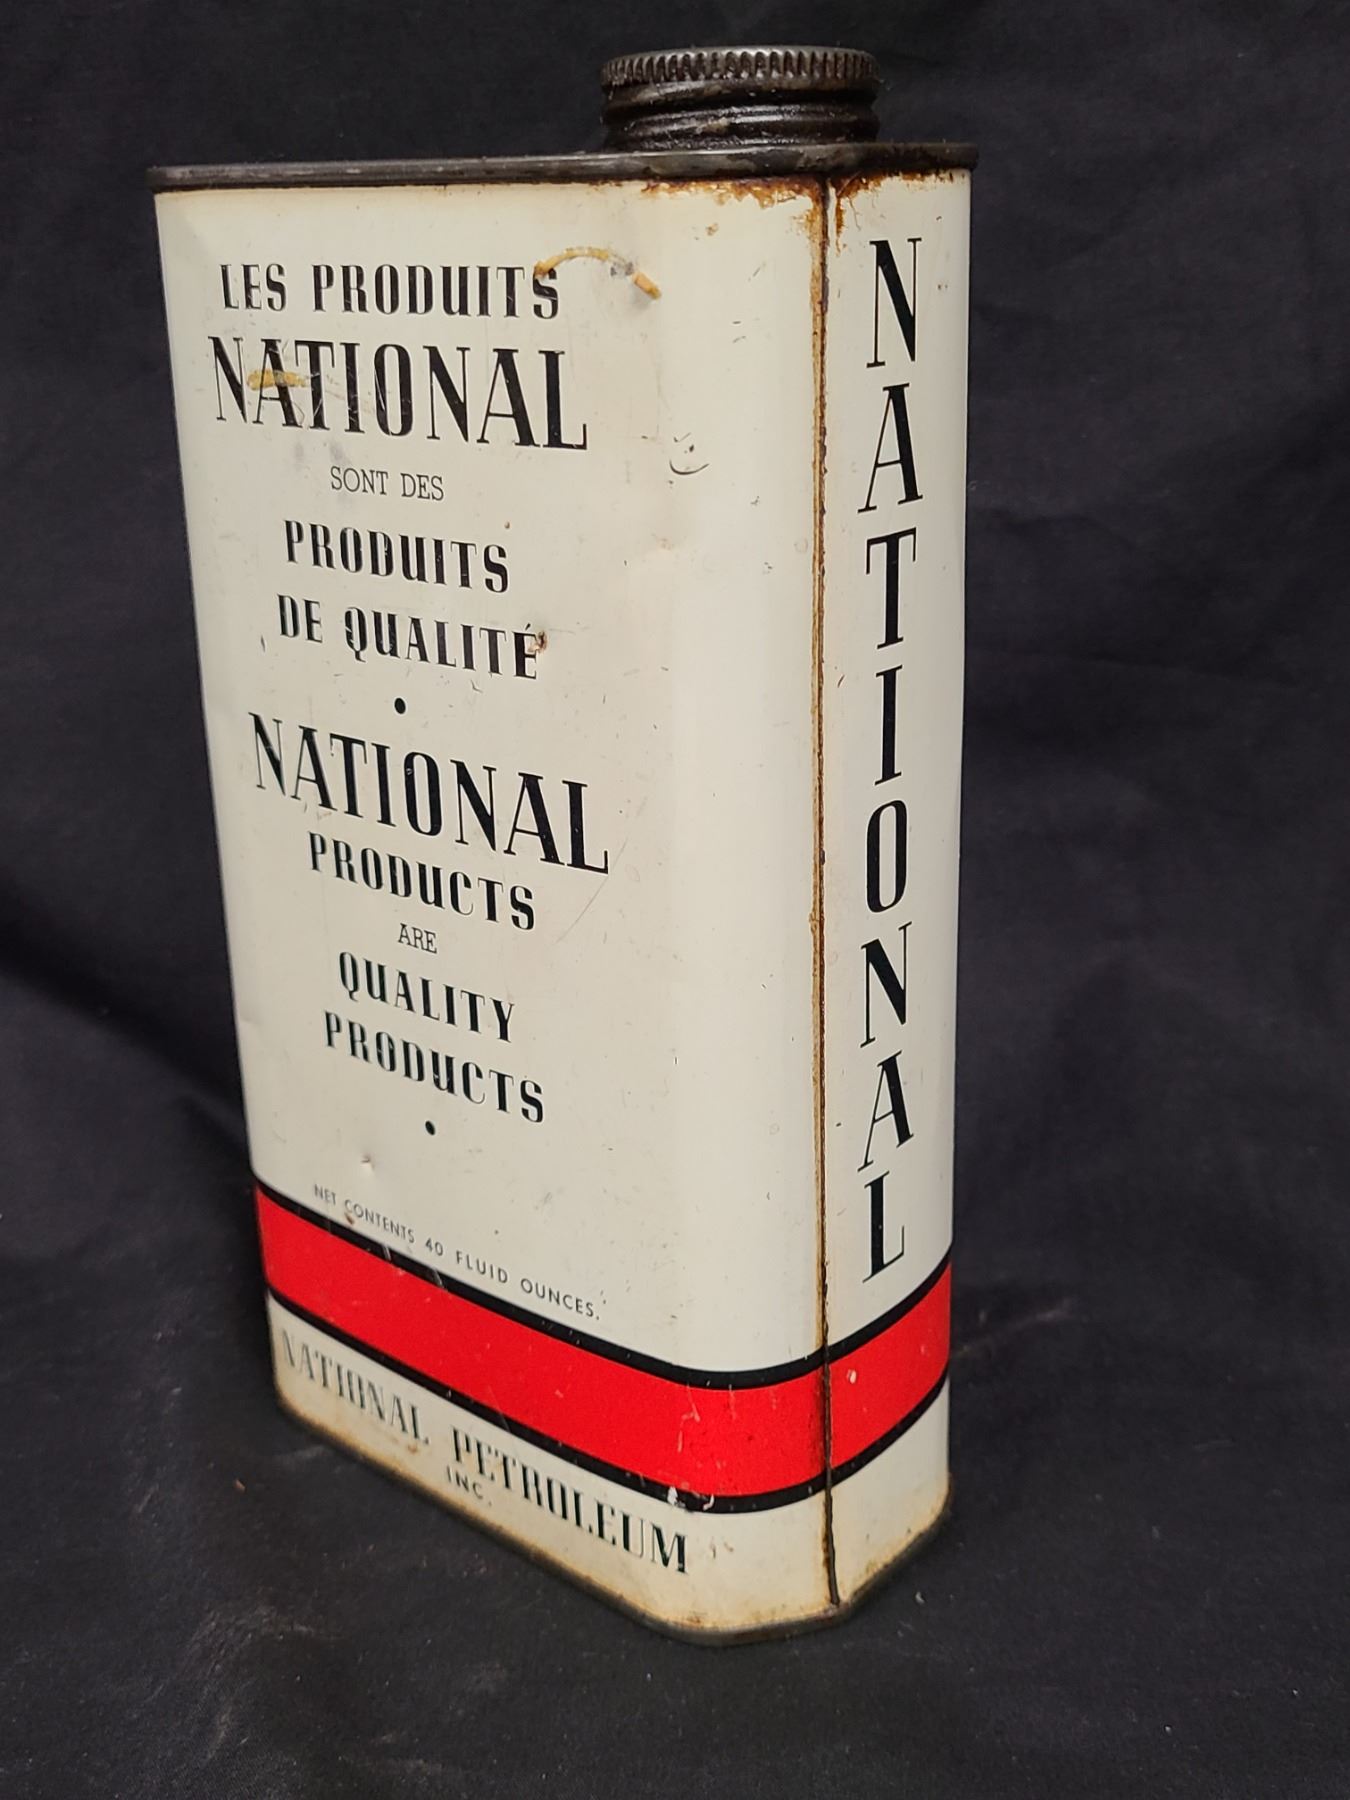 LES PRODUITS
NATIONAL
SONT DES
PRODUITS
DE QUALITÉ
•
NATIONAL
PRODUCTS
ARE
QUALITY
PRODUCTS
•
NET CONTENTS 40 FLUID OUNCES.
NATIONAL PETROLEUM
INC.
NATIONAL